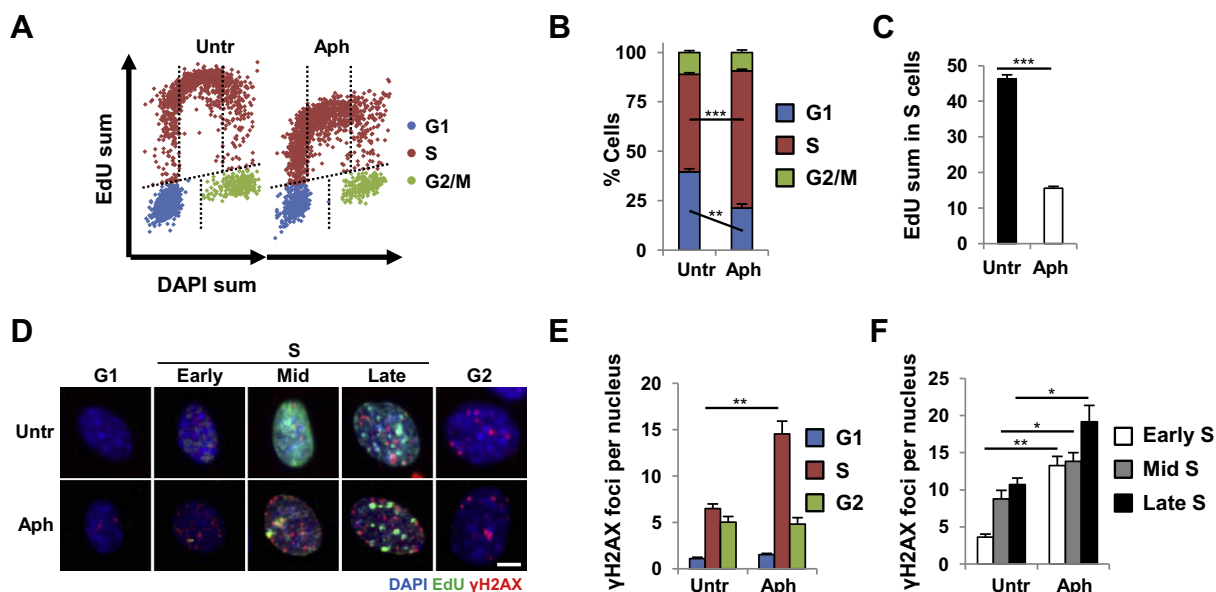 A
Untr
Aph
EdU sum
DAPI sum
G1
S
G2/M
B
% Cells
100
75
50
25
0
***
**
Untr
Aph
G1
S
G2/M
C
EdU sum in S cells
50
40
30
20
10
0
***
Untr
Aph
D
S
G1
Early
Mid
Late
G2
Untr
Aph
DAPI EdU γH2AX
E
γH2AX foci per nucleus
20
15
10
5
0
**
Untr
Aph
G1
S
G2
F
γH2AX foci per nucleus
25
20
15
10
5
0
*
*
**
Untr
Aph
Early S
Mid S
Late S